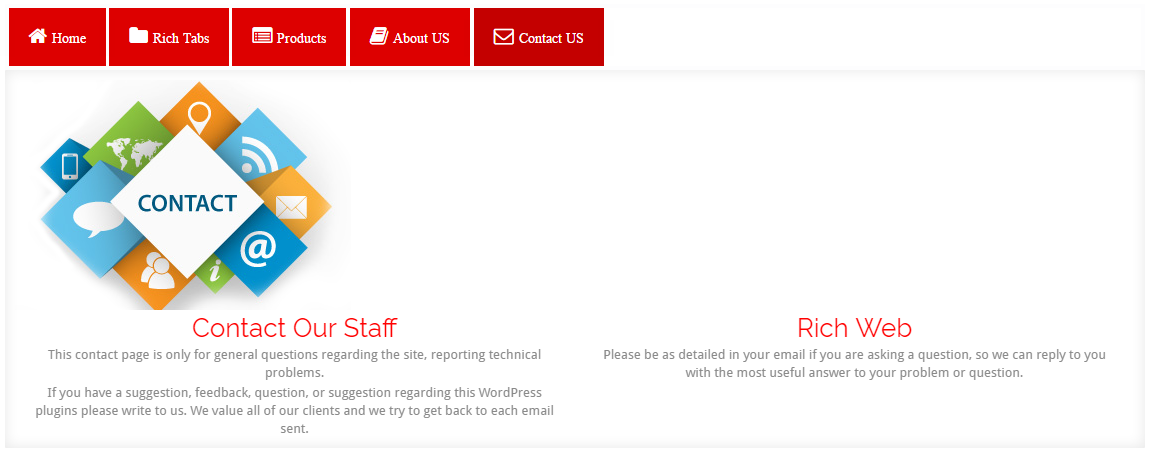 Home
Rich Tabs
Products
About US
Contact US
CONTACT
@
i
Contact Our Staff
This contact page is only for general questions regarding the site, reporting technical
problems.
If you have a suggestion, feedback, question, or suggestion regarding this WordPress
plugins please write to us. We value all of our clients and we try to get back to each email
sent.
Rich Web
Please be as detailed in your email if you are asking a question, so we can reply to you
with the most useful answer to your problem or question.